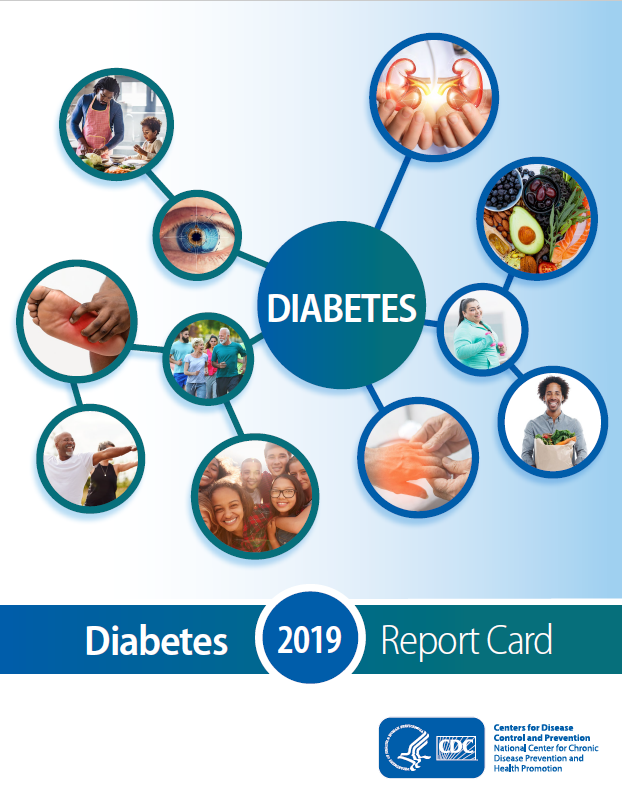 DIABETES
Diabetes 2019 Report Card
CDC
Centers for Disease
Control and Prevention
National Center for Chronic
Disease Prevention and
Health Promotion